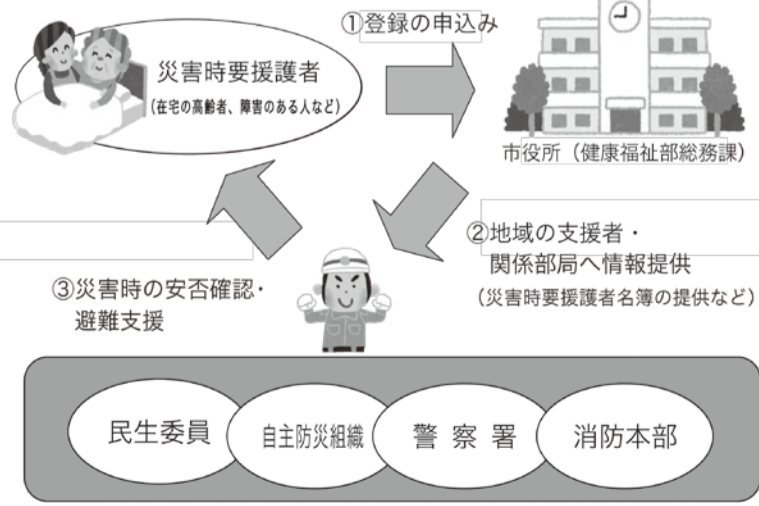 ①登録の申込み
災害時要援護者
（在宅の高齢者、障害のある人など）
市役所（健康福祉部総務課）
②地域の支援者・
関係部局へ情報提供
（災害時要援護者名簿の提供など）
③災害時の安否確認・
避難支援
民生委員
自主防災組織
警察署
消防本部